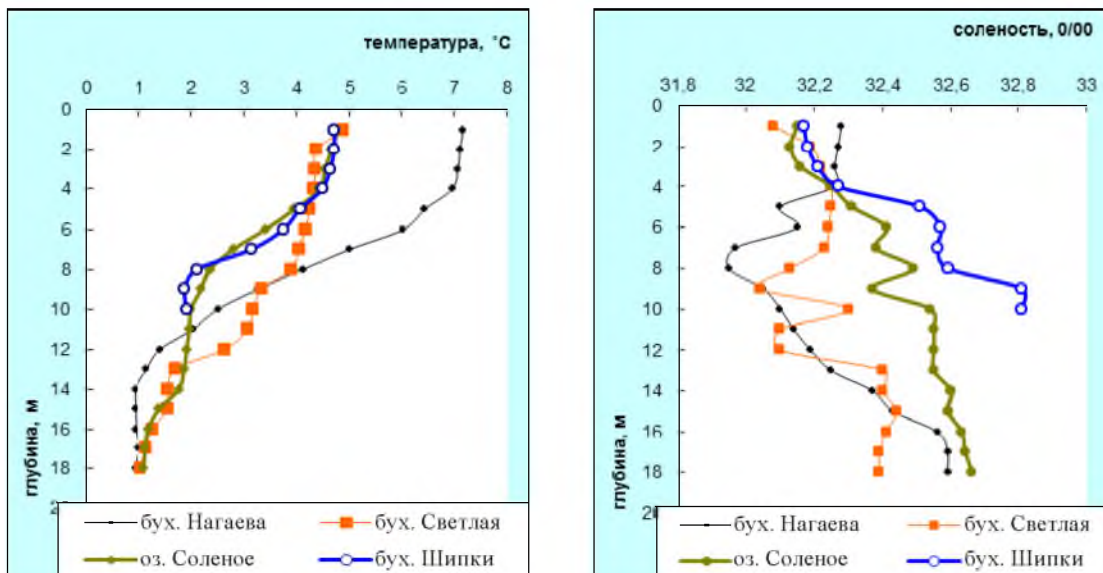 температура, °С
0 1 2 3 4 5 6 7 8
0
2
4
6
8
10
12
14
16
18
глубина, м
бух. Нагаева бух. Светлая
оз. Соленое бух. Шипки
соленость, 0/00
31,8 32 32,2 32,4 32,6 32,8 33
0
2
4
6
8
10
12
14
16
18
глубина, м
бух. Нагаева бух. Светлая
оз. Соленое бух. Шипки